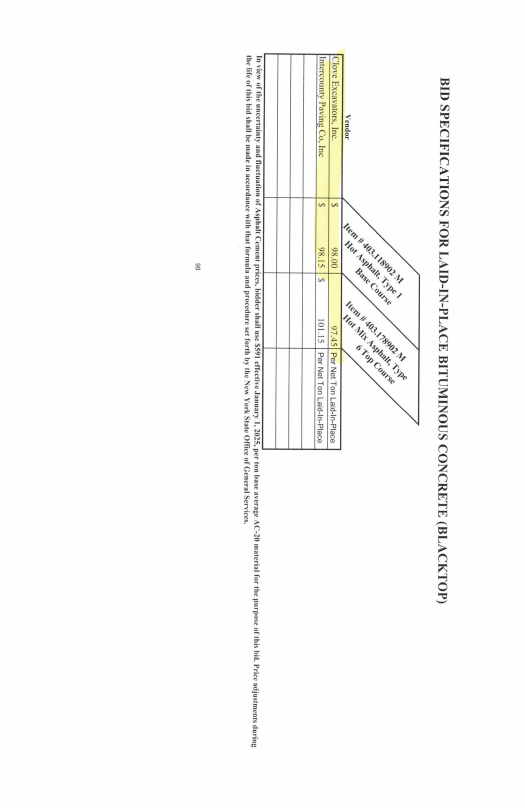 BID SPECIFICATIONS FOR LAID-IN-PLACE BITUMINOUS CONCRETE (BLACKTOP)
Item # 403.118902 M
Hot Asphalt, Type 1
Base Course
Item # 403.178902 M
Hot Mix Asphalt, Type
6 Top Course
Vendor
Clove Excavators, Inc. $ 98.00 97.45 Per Net Ton Laid-In-Place
Intercounty Paving Co, Inc $ 98.15 $ 101.15 Per Net Ton Laid-In-Place
In view of the uncertainty and fluctuation of Asphalt Cement prices, bidder shall use $591 effective January 1, 2025, per ton base average AC-20 material for the purpose of this bid. Price adjustments during
the life of this bid shall be made in accordance with that formula and procedure set forth by the New York State Office of General Services.